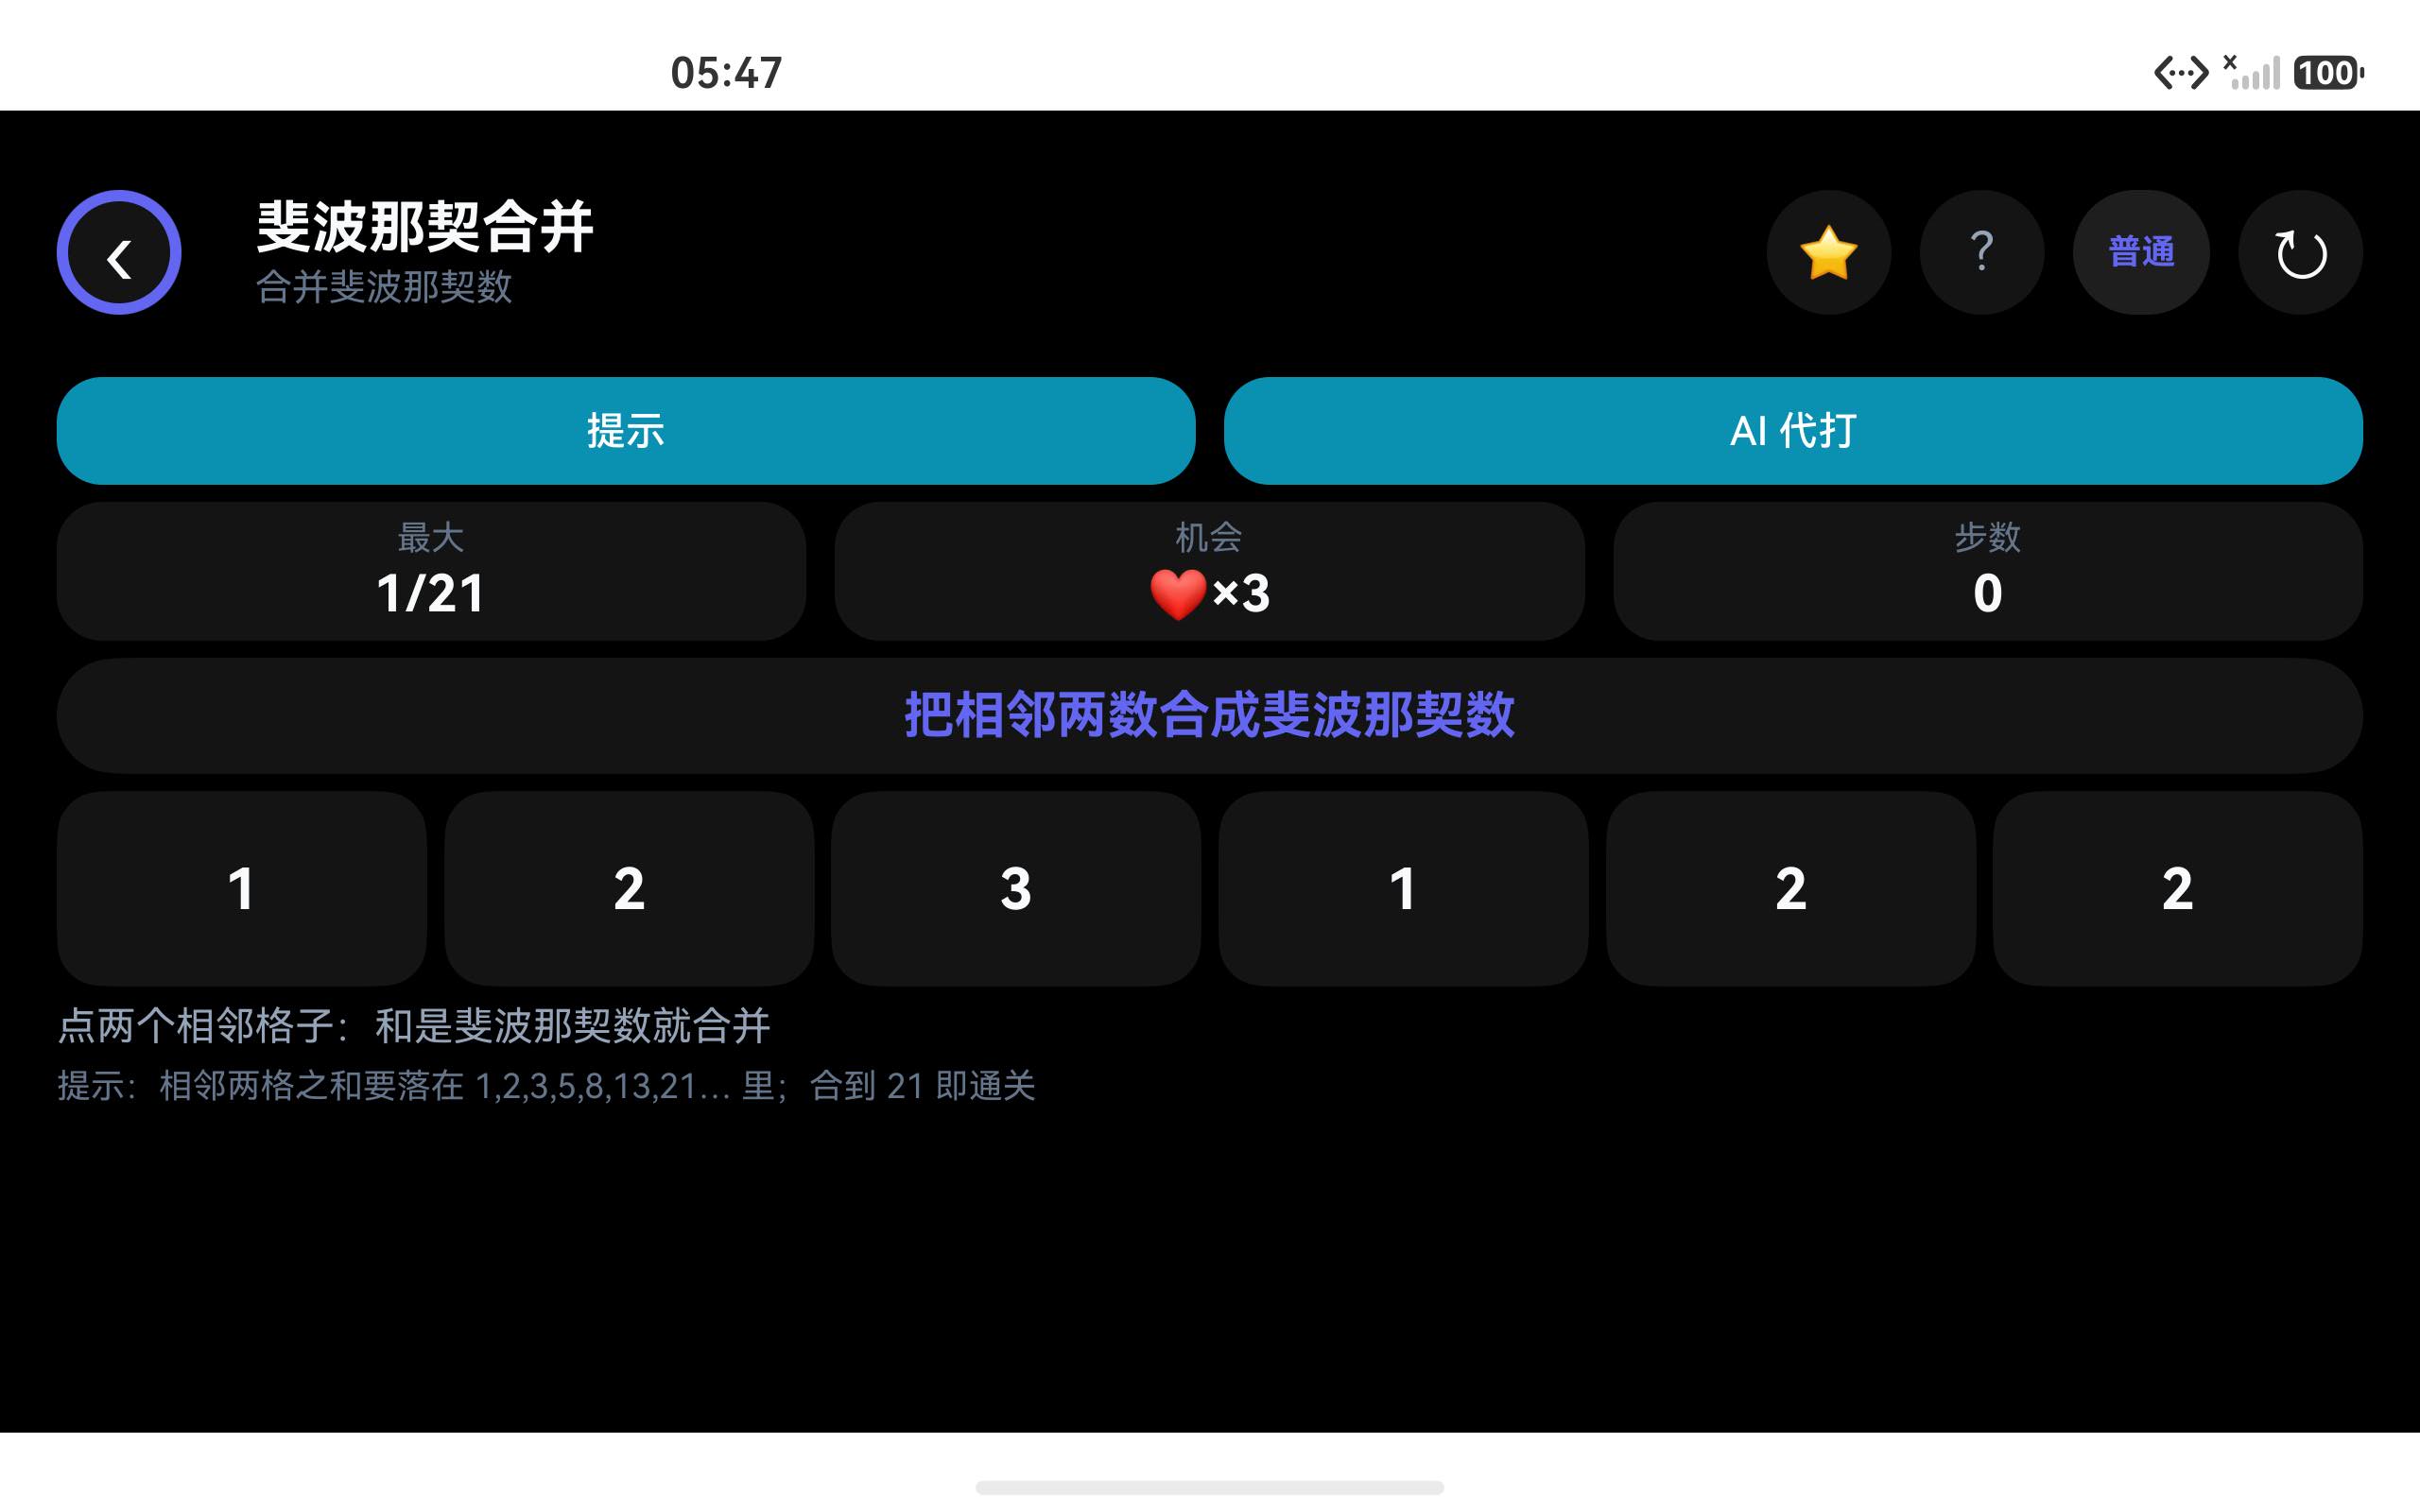 05:47
100
斐波那契合并
合并斐波那契数
?
普通
提示
AI 代打
最大
1/21
机会
❤️×3
步数
0
把相邻两数合成斐波那契数
1 2 3 1 2 2
点两个相邻格子：和是斐波那契数就合并
提示：相邻两格之和要落在 1,2,3,5,8,13,21… 里；合到 21 即通关